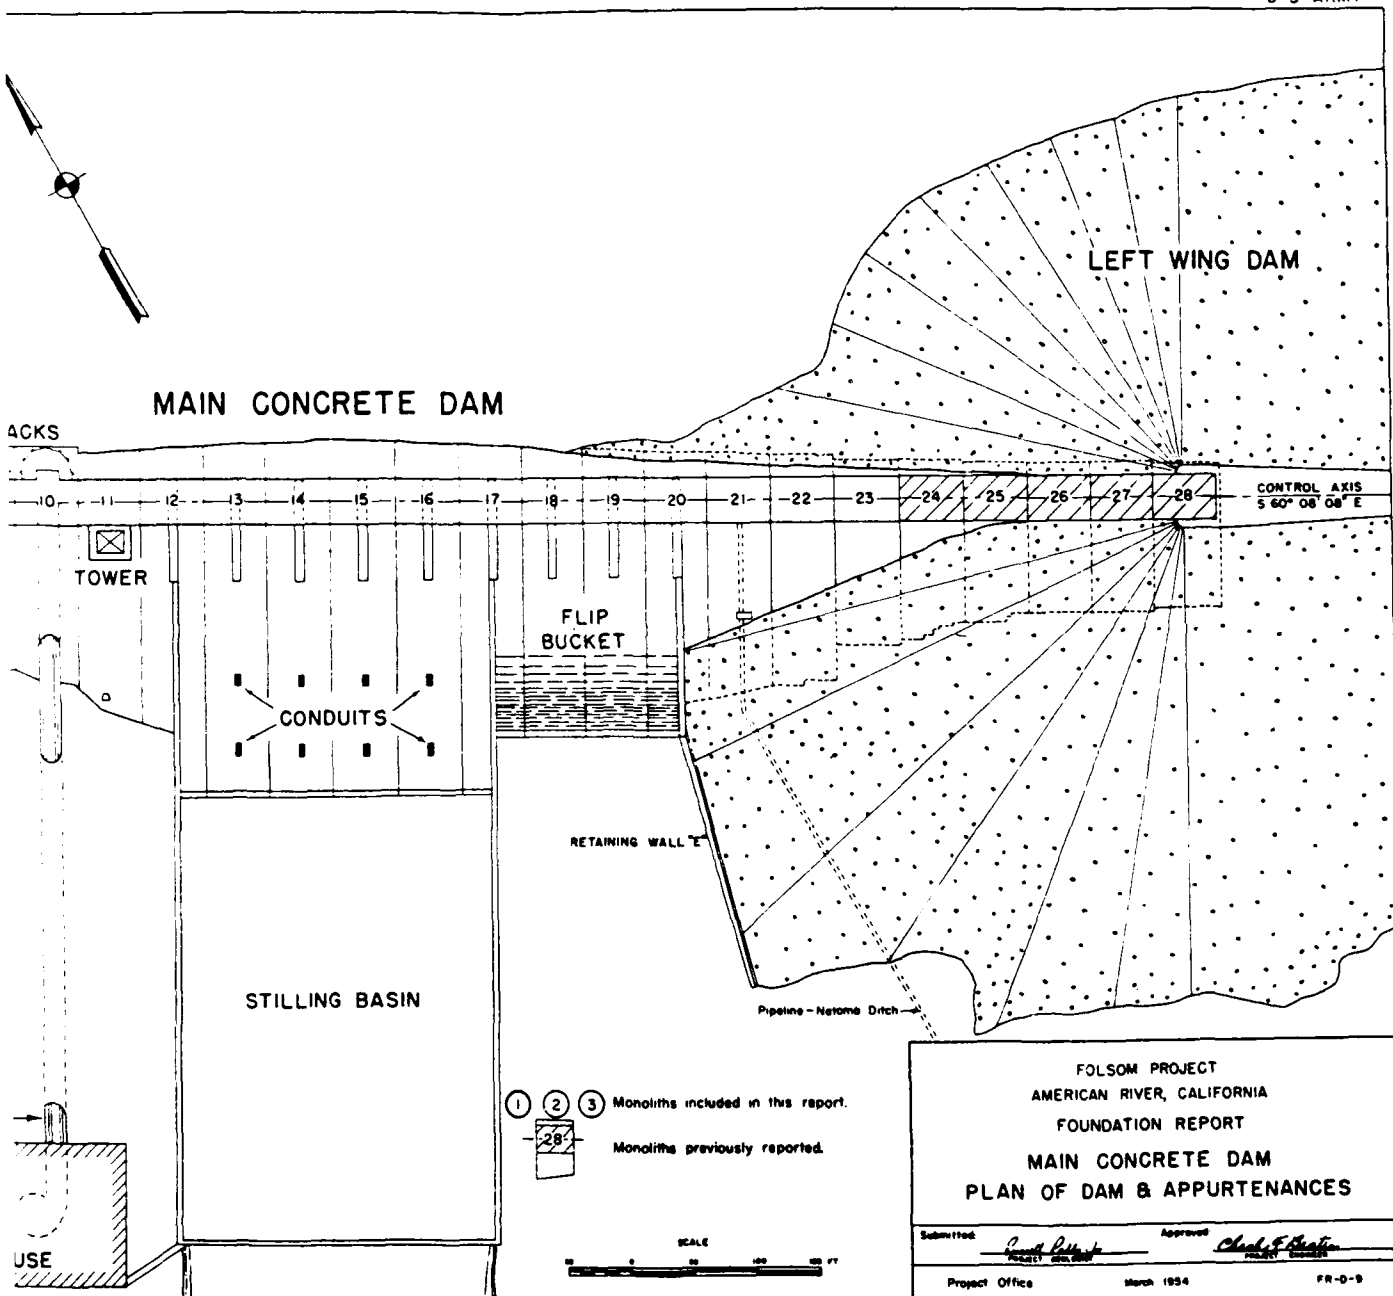 LEFT WING DAM
MAIN CONCRETE DAM
ACKS
10 11 12 13 14 15 16 17 18 19 20 21 22 23 24 25 26 27 28
CONTROL AXIS
S 60° 08' 08" E
TOWER
FLIP
BUCKET
CONDUITS
RETAINING WALL "E"
STILLING BASIN
Pipeline - Natoma Ditch
1 2 3 Monoliths included in this report.
28
Monoliths previously reported.
USE
SCALE
FT
FOLSOM PROJECT
AMERICAN RIVER, CALIFORNIA
FOUNDATION REPORT
MAIN CONCRETE DAM
PLAN OF DAM & APPURTENANCES
Submitted
Approved
PROJECT ENGINEER
Project Office March 1954 FR-D-9